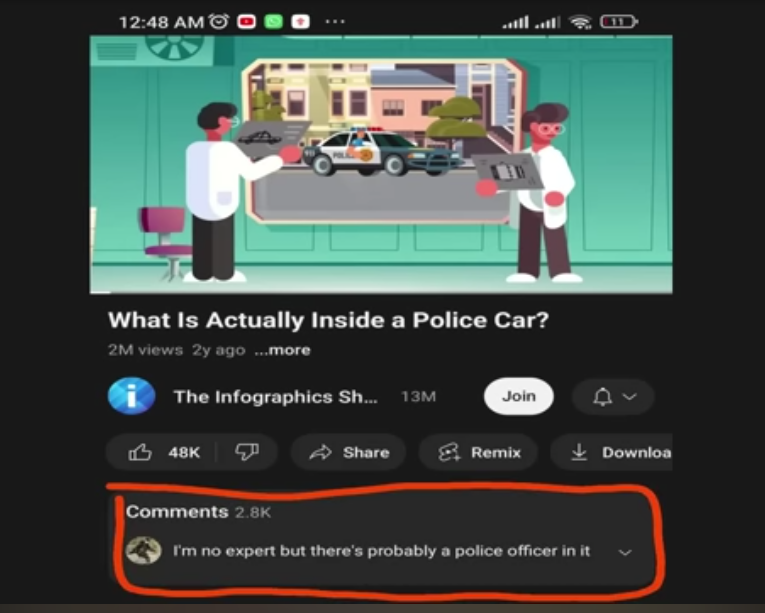 12:48 AM
11
POLICE
What Is Actually Inside a Police Car?
2M views 2y ago ...more
The Infographics Sh... 13M Join
48K Share Remix Downloa
Comments 2.8K
I'm no expert but there's probably a police officer in it